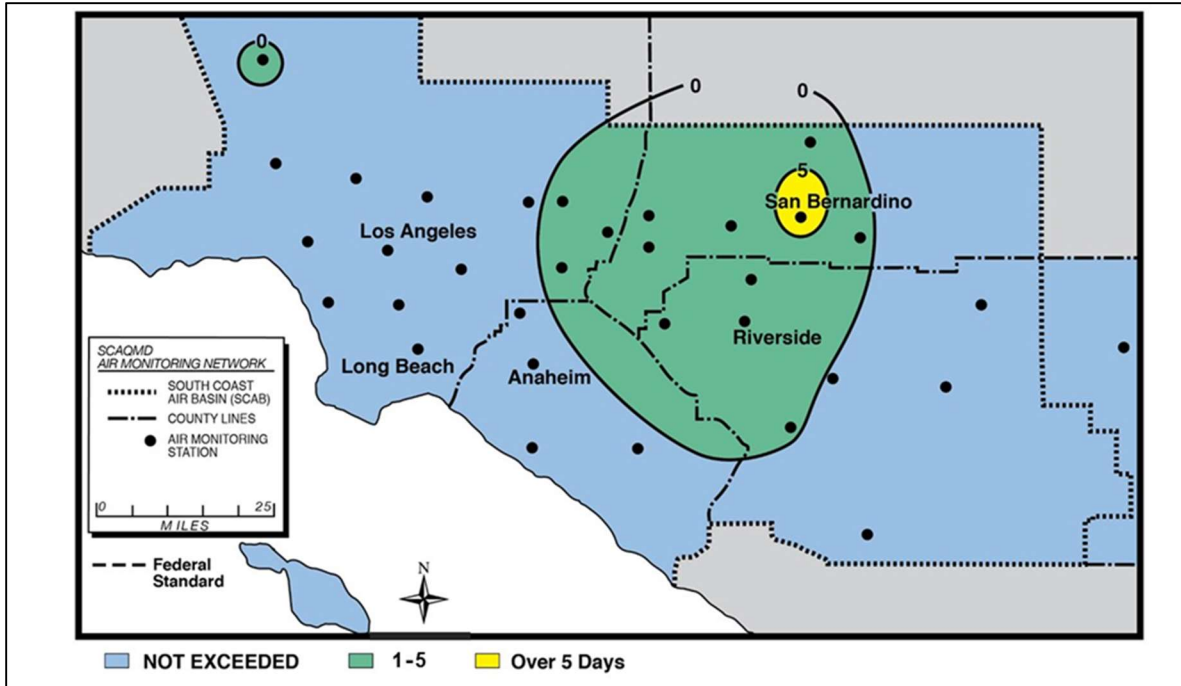 0
0
0
5
San Bernardino
Los Angeles
Riverside
Long Beach
Anaheim
SCAQMD
AIR MONITORING NETWORK
SOUTH COAST
AIR BASIN (SCAB)
COUNTY LINES
AIR MONITORING
STATION
0 25
MILES
Federal
Standard
N
NOT EXCEEDED 1-5 Over 5 Days